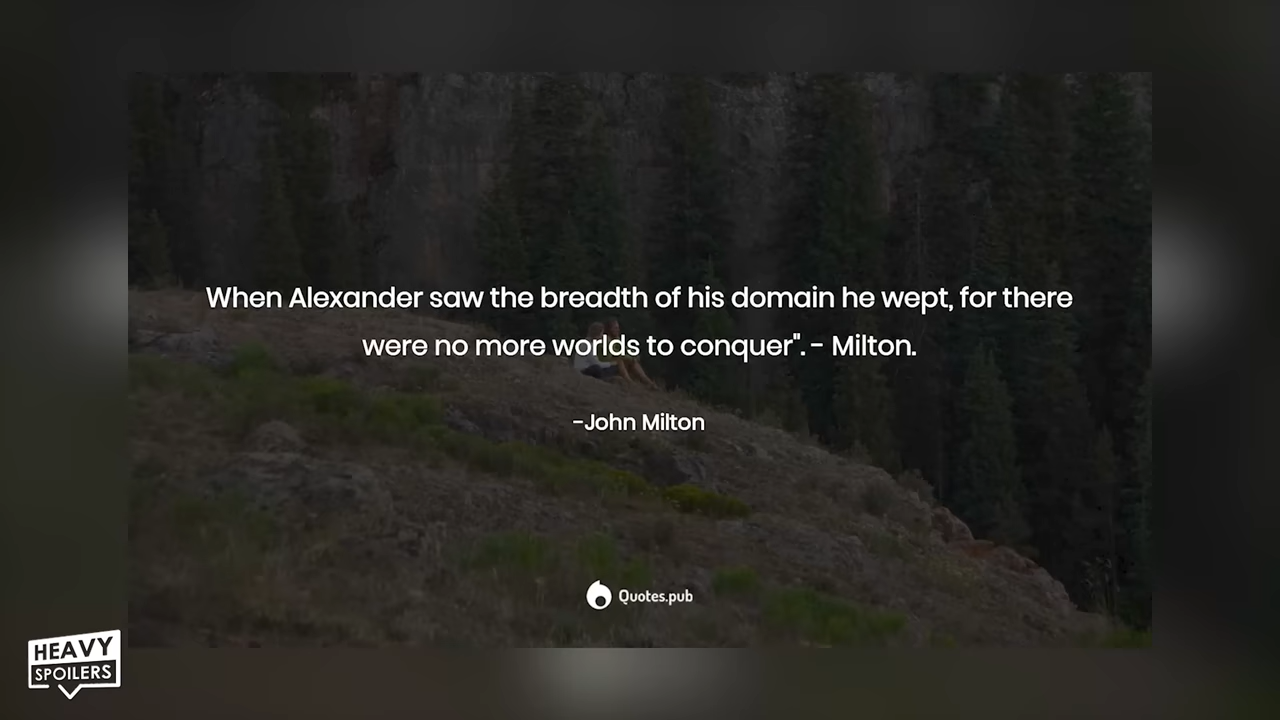 When Alexander saw the breadth of his domain he wept, for there
were no more worlds to conquer". - Milton.
-John Milton
Quotes.pub
HEAVY
SPOILERS